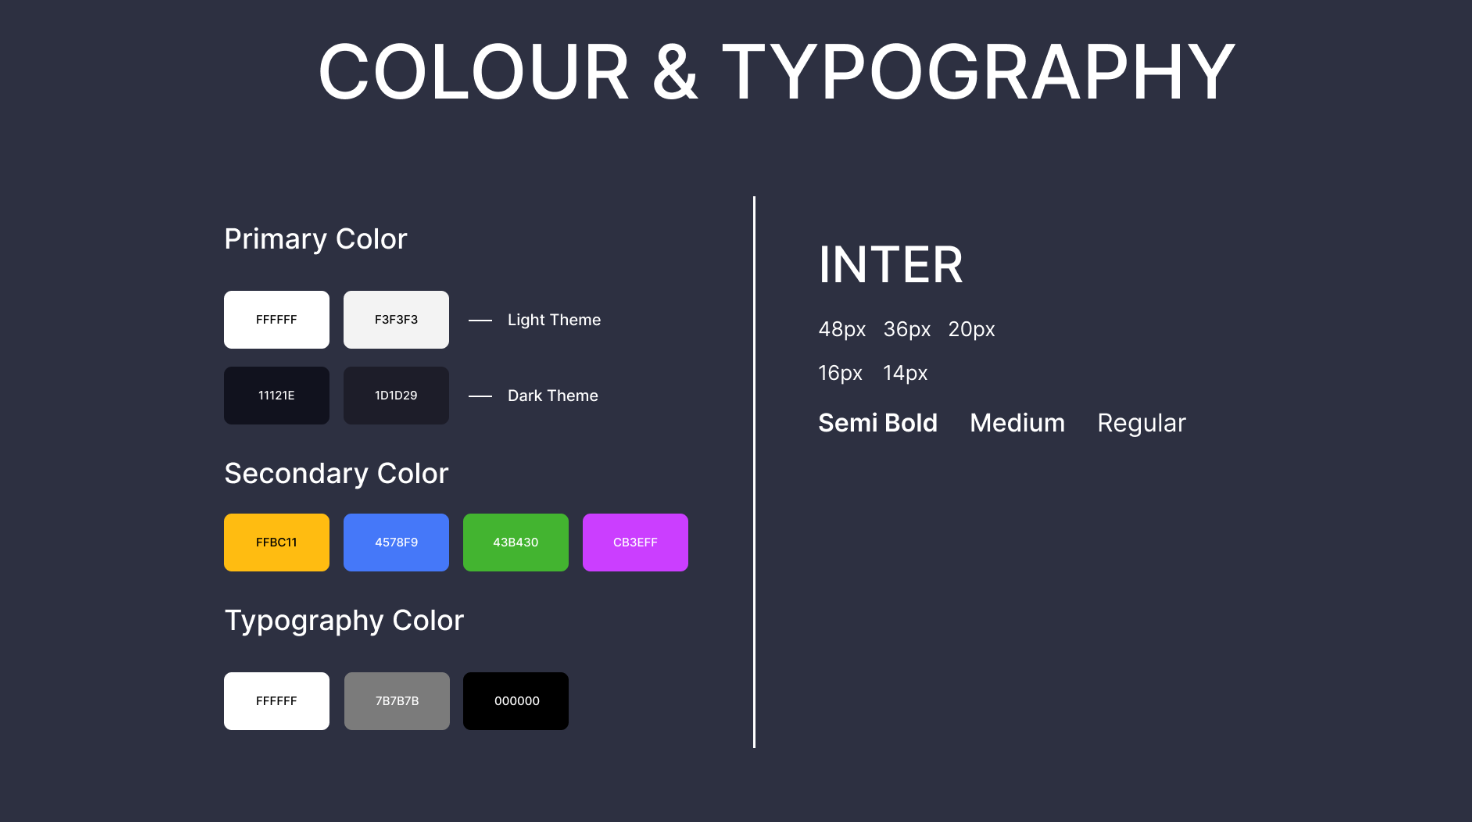 COLOUR & TYPOGRAPHY
Primary Color
FFFFFF F3F3F3 Light Theme
11121E 1D1D29 Dark Theme
Secondary Color
FFBC11 4578F9 43B430 CB3EFF
Typography Color
FFFFFF 7B7B7B 000000
INTER
48px 36px 20px
16px 14px
Semi Bold Medium Regular